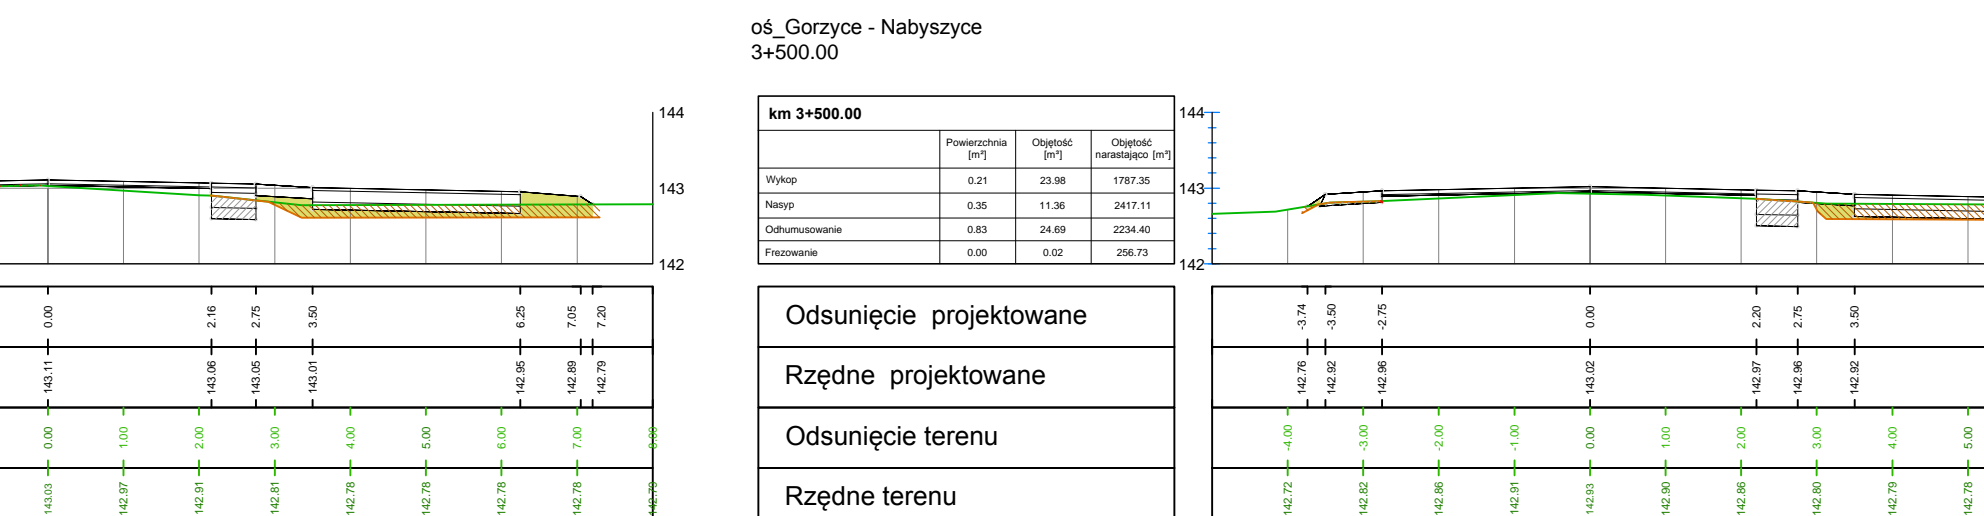 oś_Gorzyce - Nabyszyce
3+500.00
144
143
142
0.00 2.16 2.75 3.50 6.25 7.05 7.20
143.11 143.06 143.05 143.01 142.95 142.89 142.79
0.00 1.00 2.00 3.00 4.00 5.00 6.00 7.00 8.00
143.03 142.97 142.91 142.81 142.78 142.78 142.78 142.78 142.79
km 3+500.00
Powierzchnia [m²] Objętość [m³] Objętość narastająco [m³]
Wykop 0.21 23.98 1787.35
Nasyp 0.35 11.36 2417.11
Odhumusowanie 0.83 24.69 2234.40
Frezowanie 0.00 0.02 256.73
Odsunięcie projektowane
Rzędne projektowane
Odsunięcie terenu
Rzędne terenu
144
143
142
-3.74 -3.50 -2.75 0.00 2.20 2.75 3.50
142.76 142.92 142.96 143.02 142.97 142.96 142.92
-4.00 -3.00 -2.00 -1.00 0.00 1.00 2.00 3.00 4.00 5.00
142.72 142.82 142.86 142.91 142.93 142.90 142.86 142.80 142.79 142.78